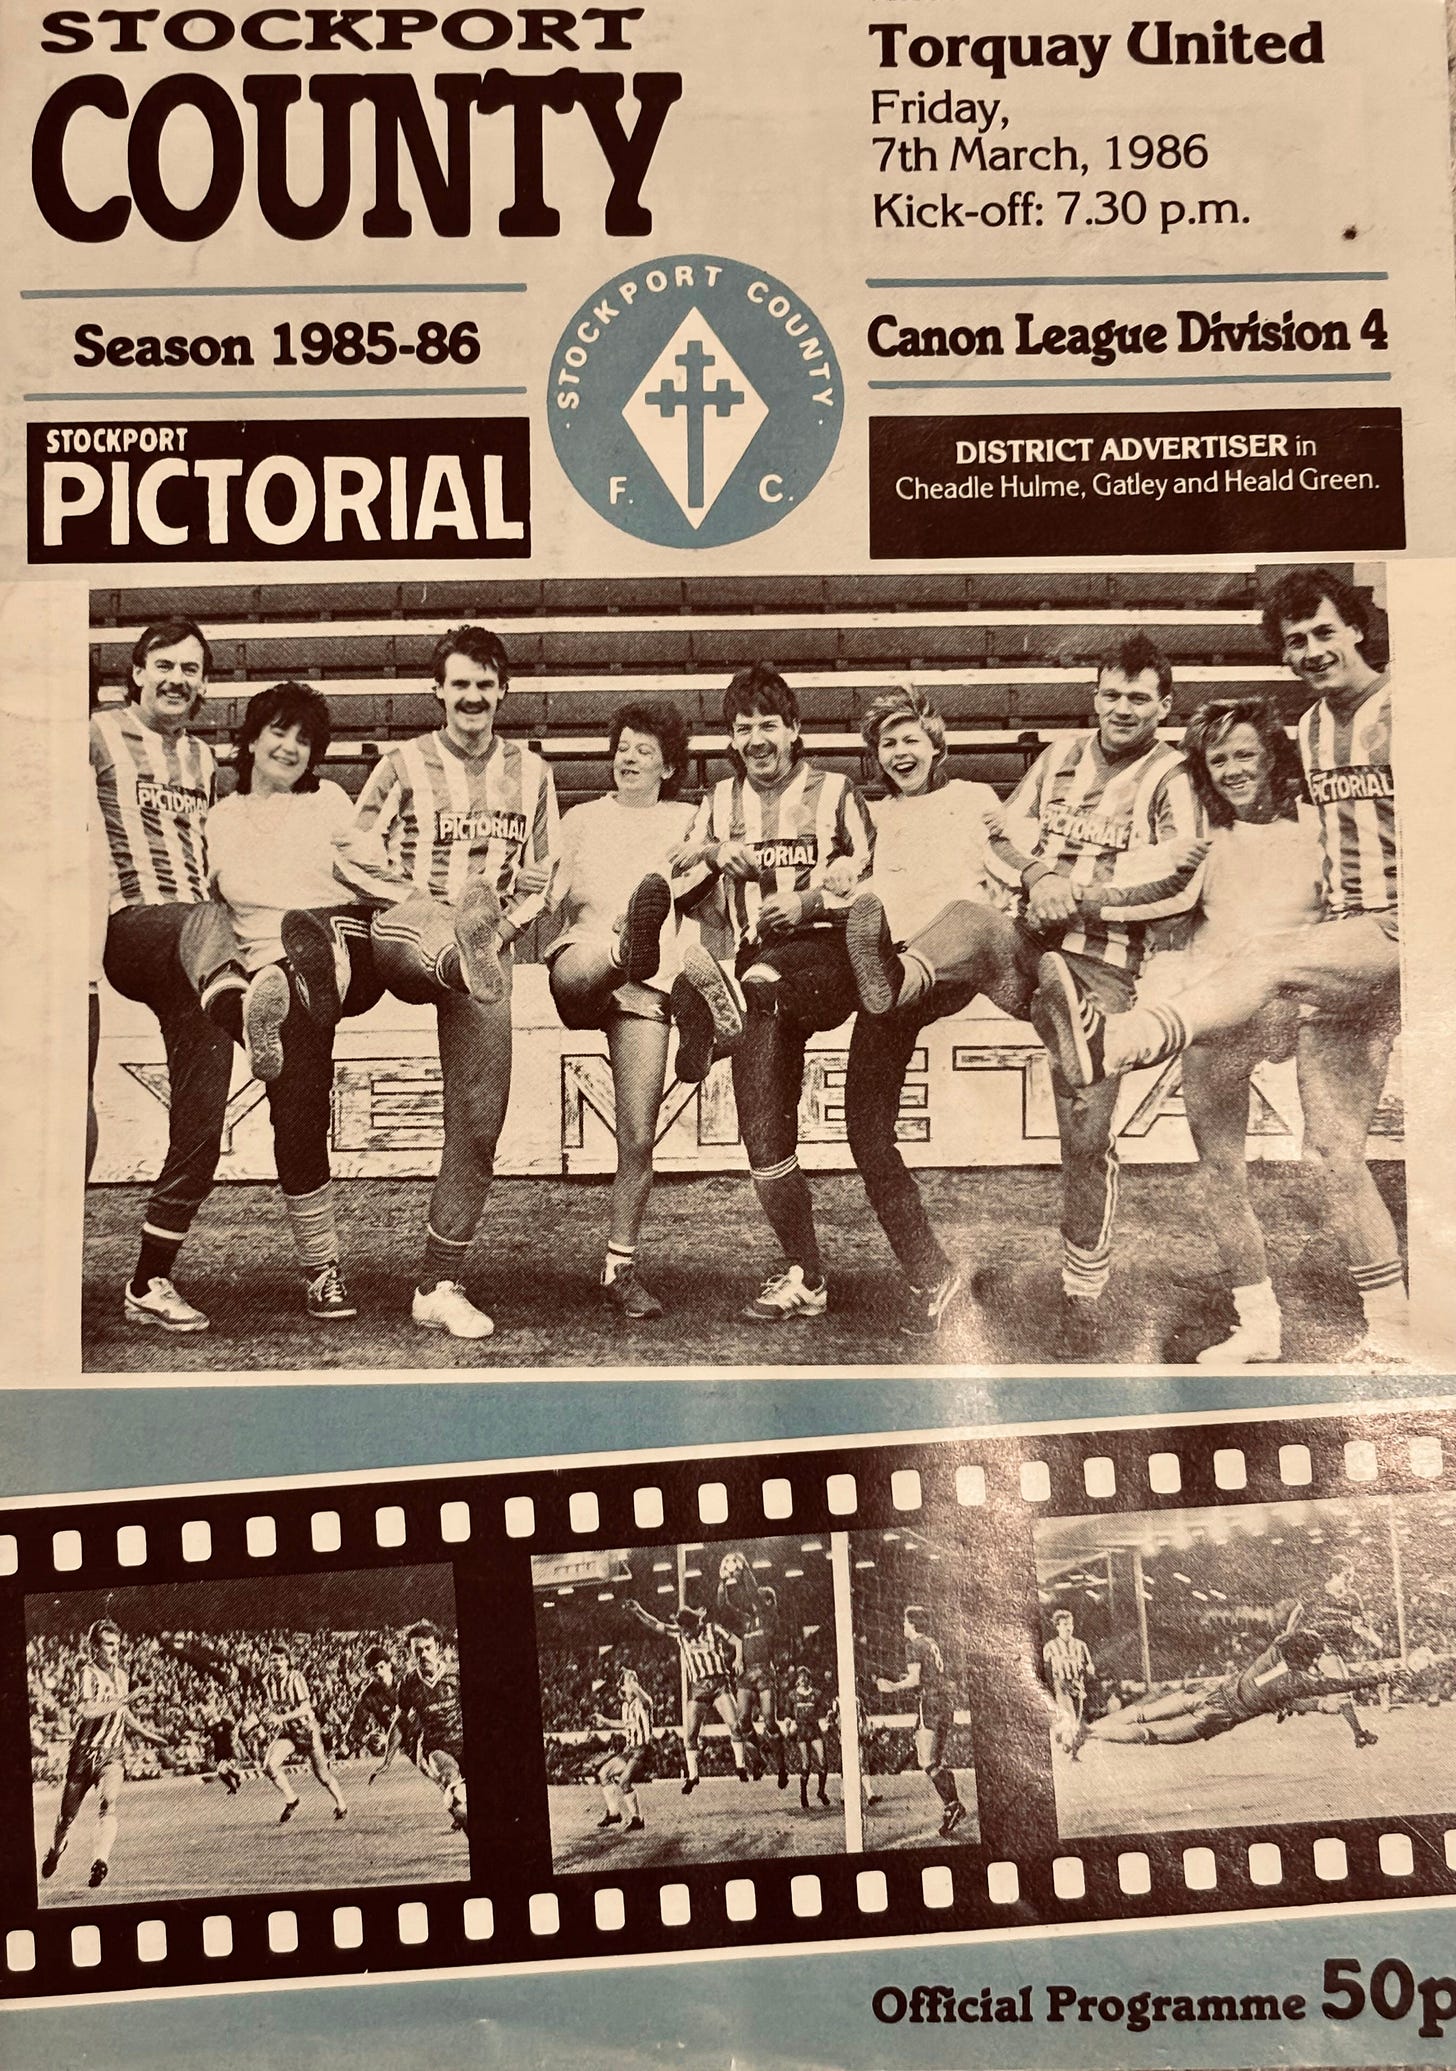 STOCKPORT
COUNTY
Torquay United
Friday,
7th March, 1986
Kick-off: 7.30 p.m.
Season 1985-86
STOCKPORT COUNTY
F. C.
Canon League Division 4
STOCKPORT
PICTORIAL
DISTRICT ADVERTISER in
Cheadle Hulme, Gatley and Heald Green.
PICTORIAL
PICTORIAL
TORIAL
PICTORIAL
PICTORIAL
Official Programme 50p